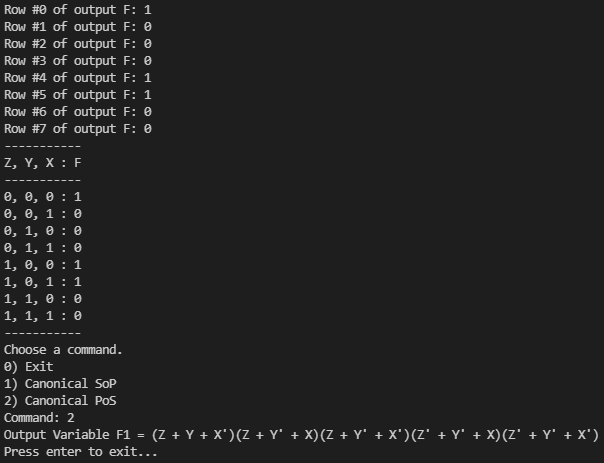 Row #0 of output F: 1
Row #1 of output F: 0
Row #2 of output F: 0
Row #3 of output F: 0
Row #4 of output F: 1
Row #5 of output F: 1
Row #6 of output F: 0
Row #7 of output F: 0
-----------
Z, Y, X : F
-----------
0, 0, 0 : 1
0, 0, 1 : 0
0, 1, 0 : 0
0, 1, 1 : 0
1, 0, 0 : 1
1, 0, 1 : 1
1, 1, 0 : 0
1, 1, 1 : 0
-----------
Choose a command.
0) Exit
1) Canonical SoP
2) Canonical PoS
Command: 2
Output Variable F1 = (Z + Y + X')(Z + Y' + X)(Z + Y' + X')(Z' + Y' + X)(Z' + Y' + X')
Press enter to exit...